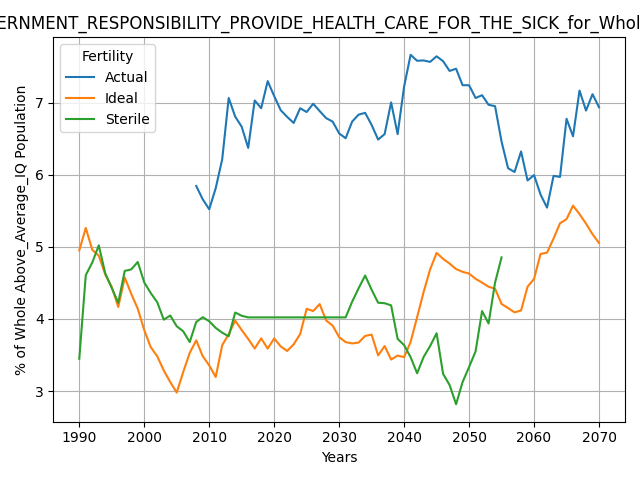 ERNMENT_RESPONSIBILITY_PROVIDE_HEALTH_CARE_FOR_THE_SICK_for_Whol
Fertility
Actual
Ideal
Sterile
% of Whole Above_Average_IQ Population
7
6
5
4
3
1990 2000 2010 2020 2030 2040 2050 2060 2070
Years